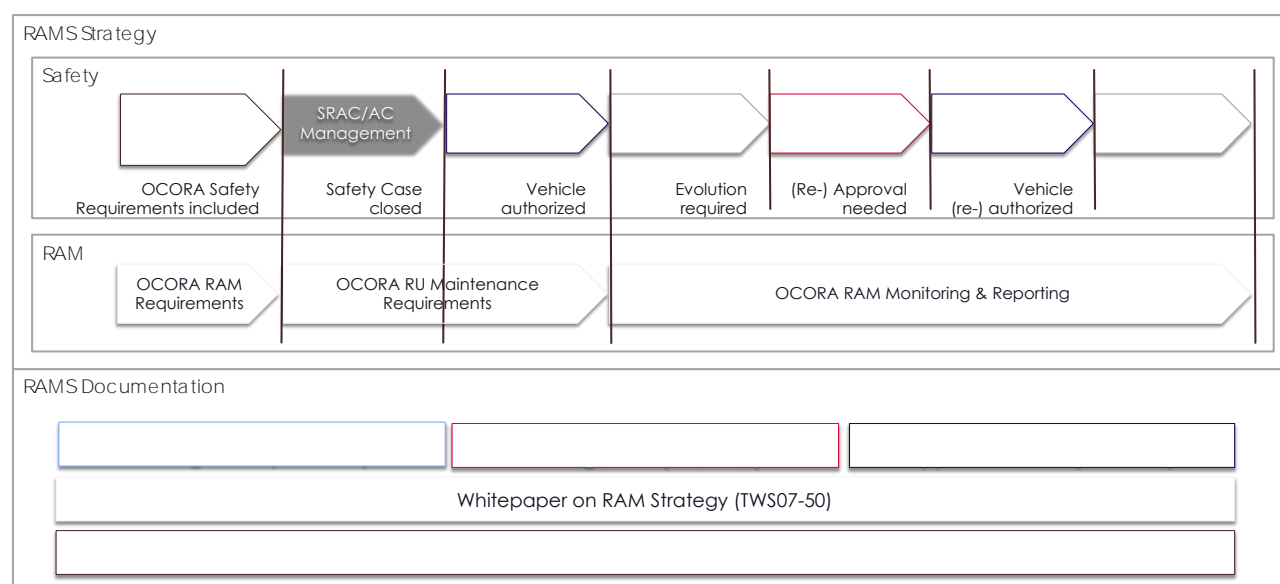 RAMS Strategy
Safety
SRAC/AC
Management
OCORA Safety
Requirements included
Safety Case
closed
Vehicle
authorized
Evolution
required
(Re-) Approval
needed
Vehicle
(re-) authorized
RAM
OCORA RAM
Requirements
OCORA RU Maintenance
Requirements
OCORA RAM Monitoring & Reporting
RAMS Documentation
Whitepaper on RAM Strategy (TWS07-50)